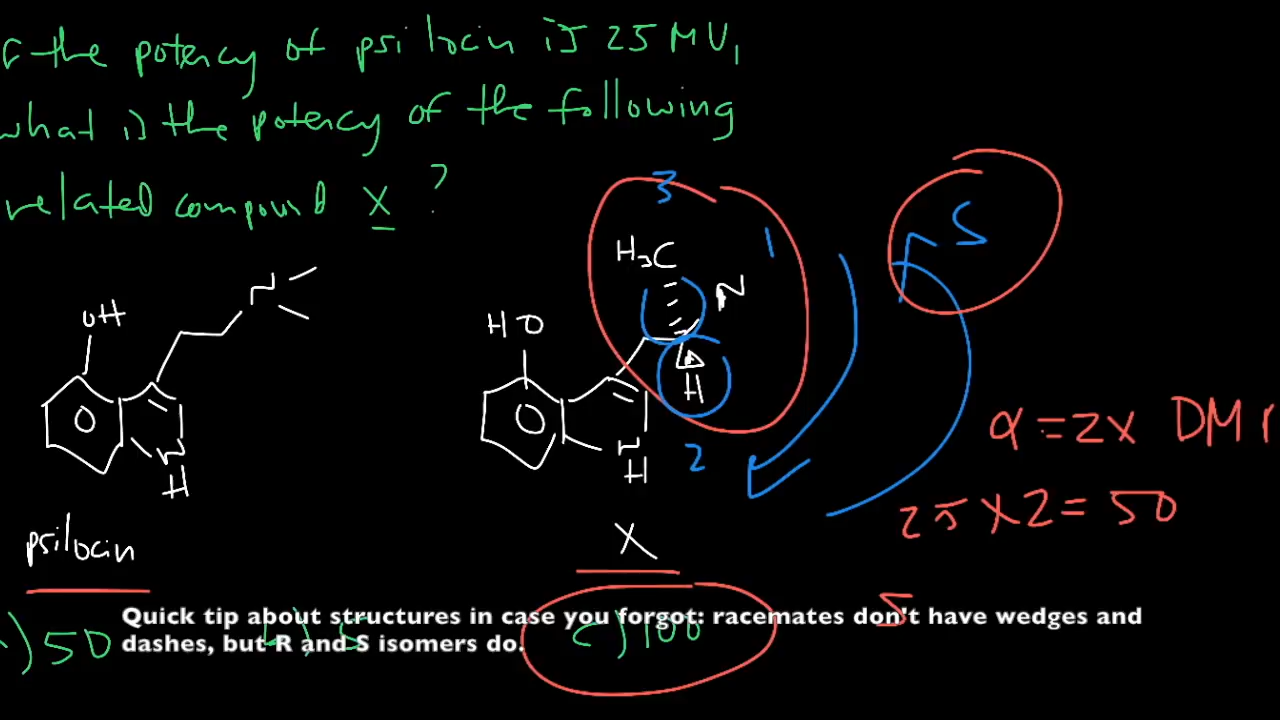 f the potency of psilocin is 25 MU,
what is the potency of the following
related compound X ?
3
1
S
H₃C
N
OH
N
HO
H
N
H
N
H
2
α = 2x DM
25 X 2 = 50
psilocin
X
S
Quick tip about structures in case you forgot: racemates don't have wedges and
dashes, but R and S isomers do.
) 50
) 5
c) 100